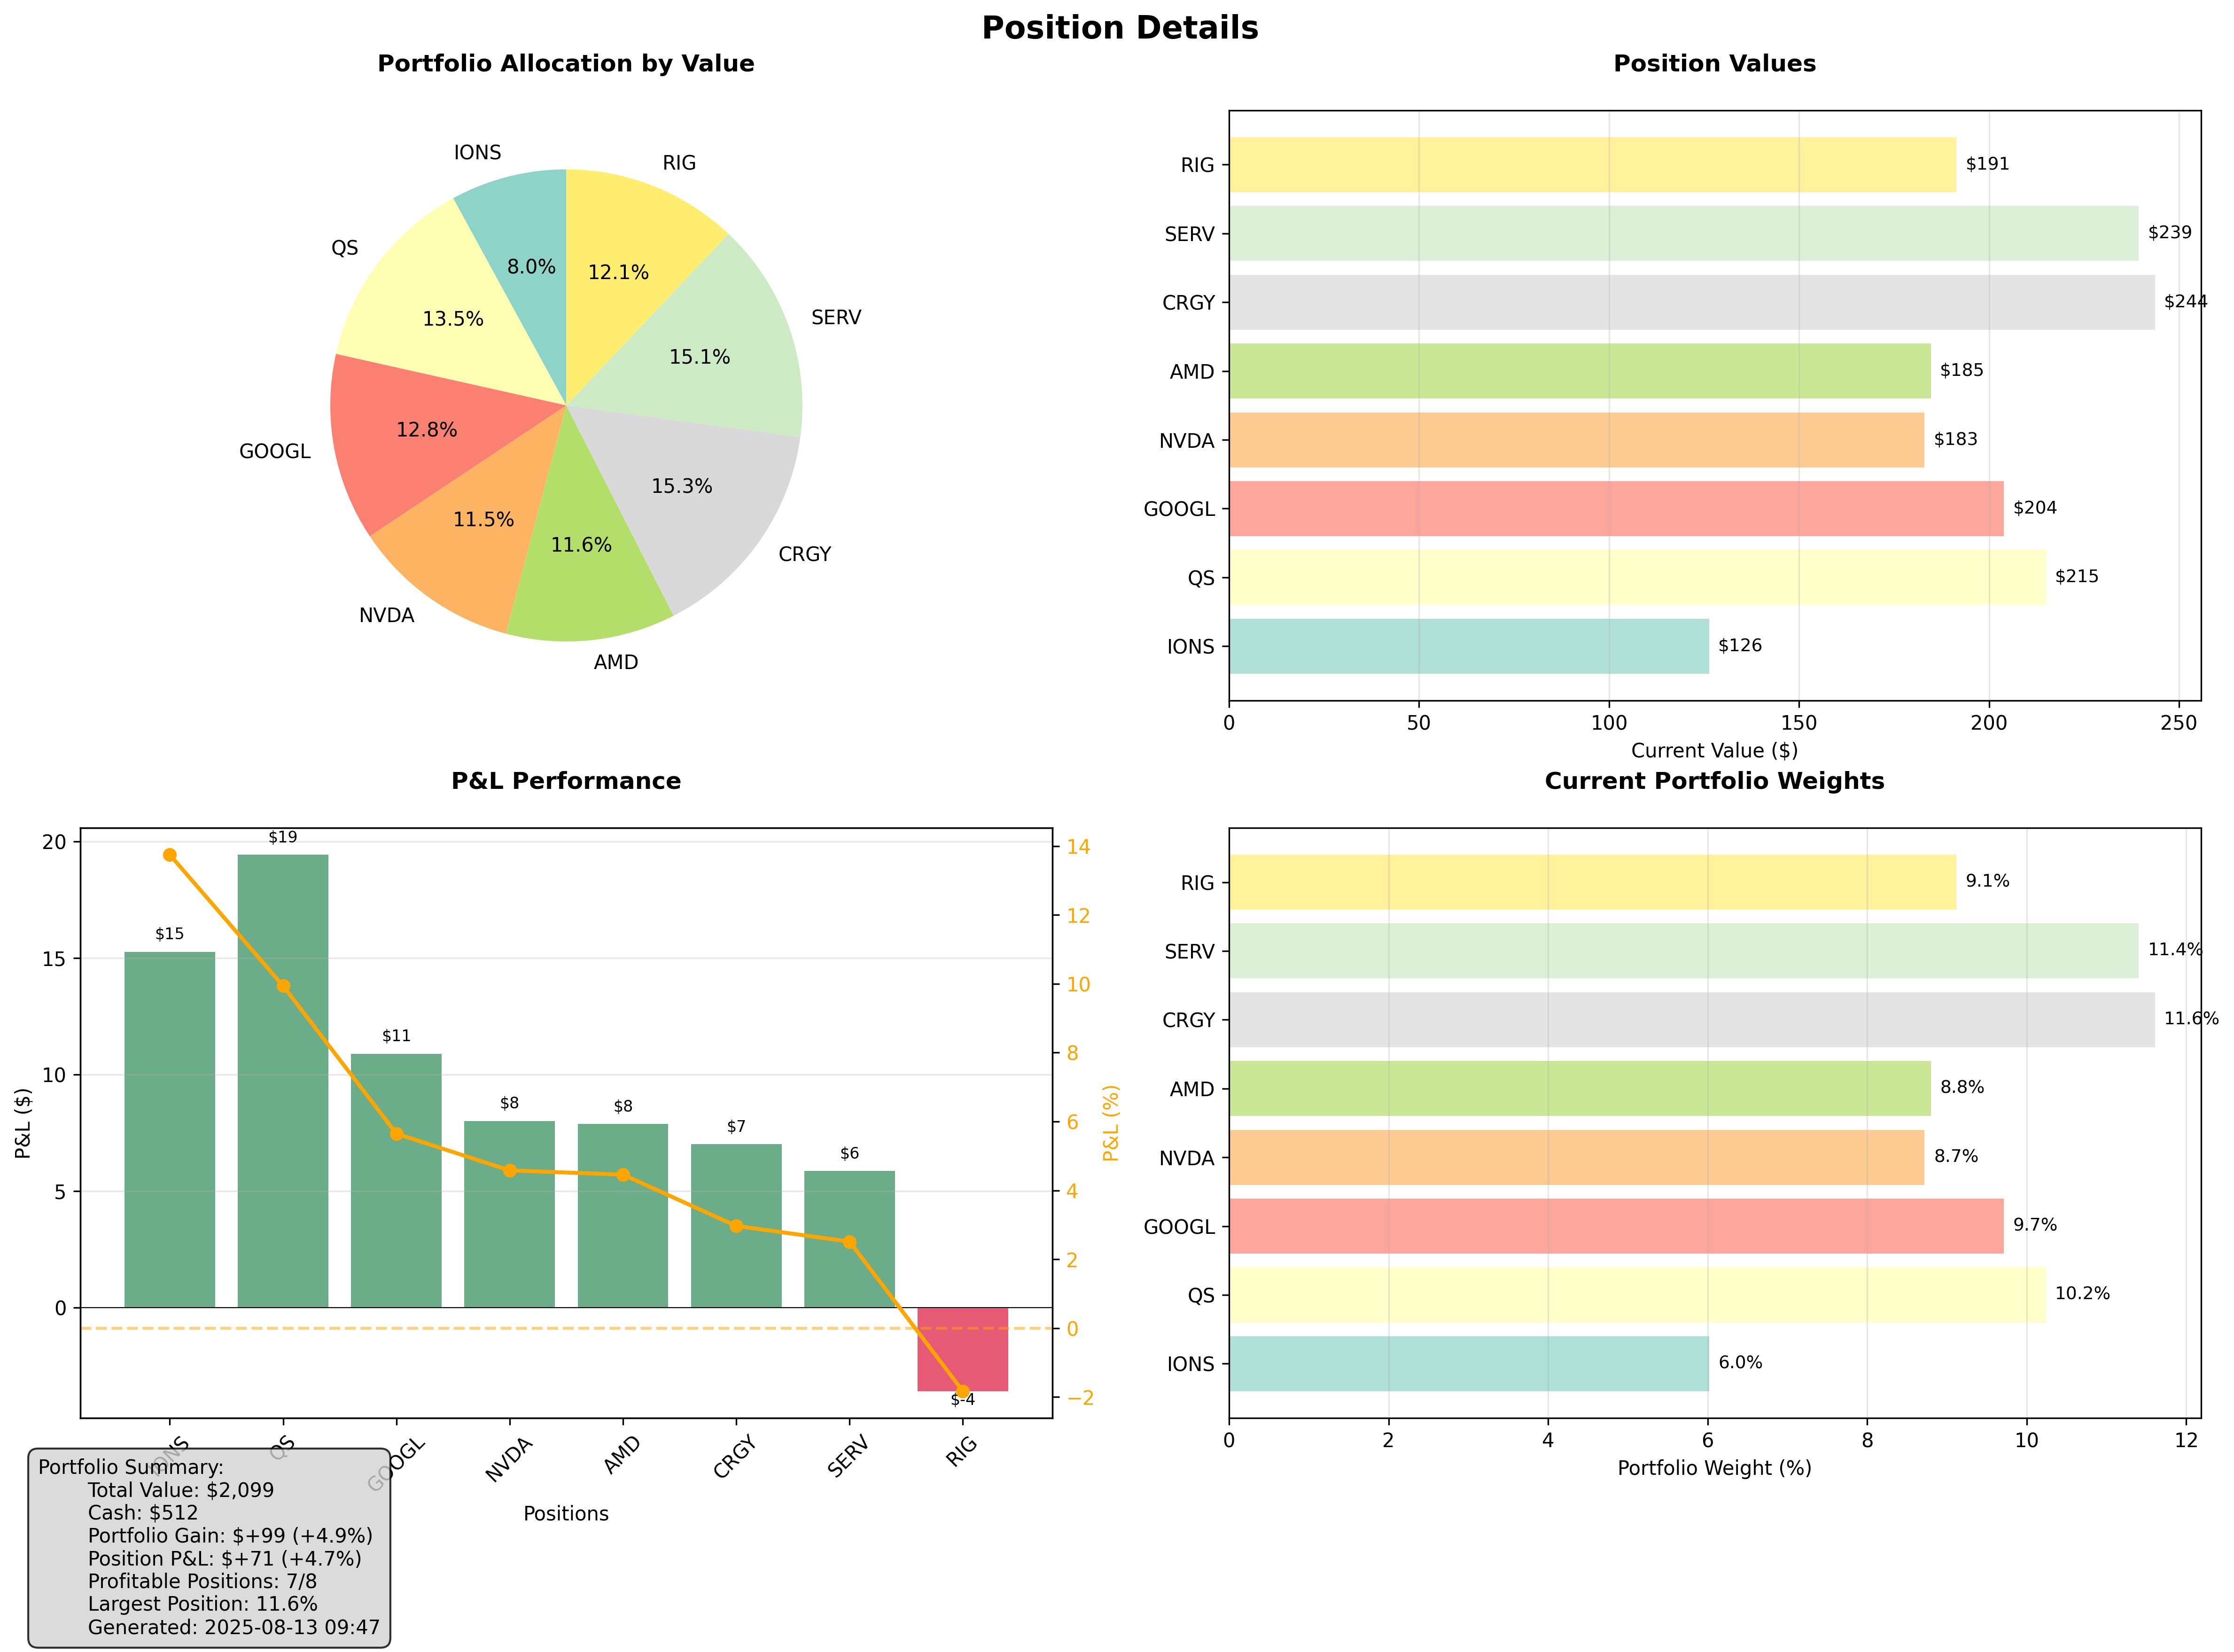 Position Details
Portfolio Allocation by Value
IONS
RIG
QS
SERV
GOOGL
CRGY
NVDA
AMD
8.0%
12.1%
13.5%
15.1%
12.8%
15.3%
11.5%
11.6%
Position Values
RIG $191
SERV $239
CRGY $244
AMD $185
NVDA $183
GOOGL $204
QS $215
IONS $126
0 50 100 150 200 250
Current Value ($)
P&L Performance
P&L ($)
20
15
10
5
0
$15
$19
$11
$8
$8
$7
$6
$-4
14
12
10
8
6
4
2
0
−2
P&L (%)
IONS QS GOOGL NVDA AMD CRGY SERV RIG
Positions
Current Portfolio Weights
RIG 9.1%
SERV 11.4%
CRGY 11.6%
AMD 8.8%
NVDA 8.7%
GOOGL 9.7%
QS 10.2%
IONS 6.0%
0 2 4 6 8 10 12
Portfolio Weight (%)
Portfolio Summary:
Total Value: $2,099
Cash: $512
Portfolio Gain: $+99 (+4.9%)
Position P&L: $+71 (+4.7%)
Profitable Positions: 7/8
Largest Position: 11.6%
Generated: 2025-08-13 09:47